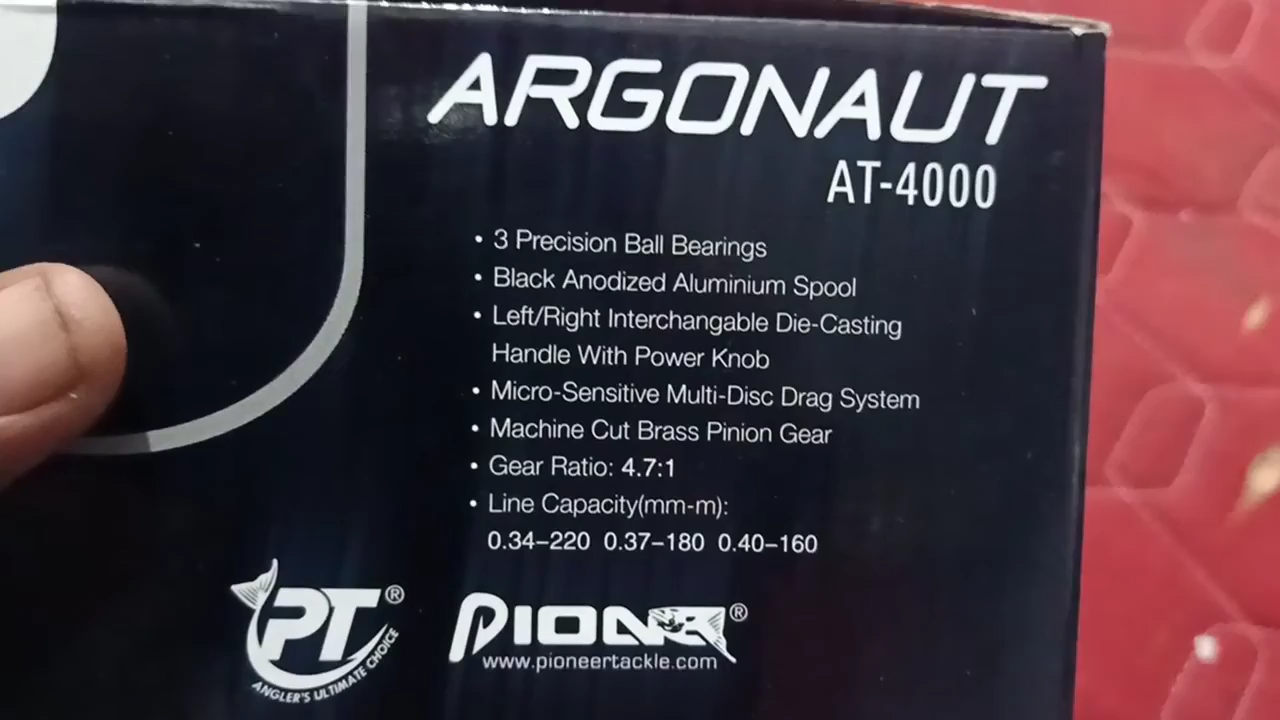 ARGONAUT
AT-4000
• 3 Precision Ball Bearings
• Black Anodized Aluminium Spool
• Left/Right Interchangable Die-Casting
Handle With Power Knob
• Micro-Sensitive Multi-Disc Drag System
• Machine Cut Brass Pinion Gear
• Gear Ratio: 4.7:1
• Line Capacity(mm-m):
0.34–220 0.37–180 0.40–160
PT®
ANGLER'S ULTIMATE CHOICE
PIONEER®
www.pioneertackle.com